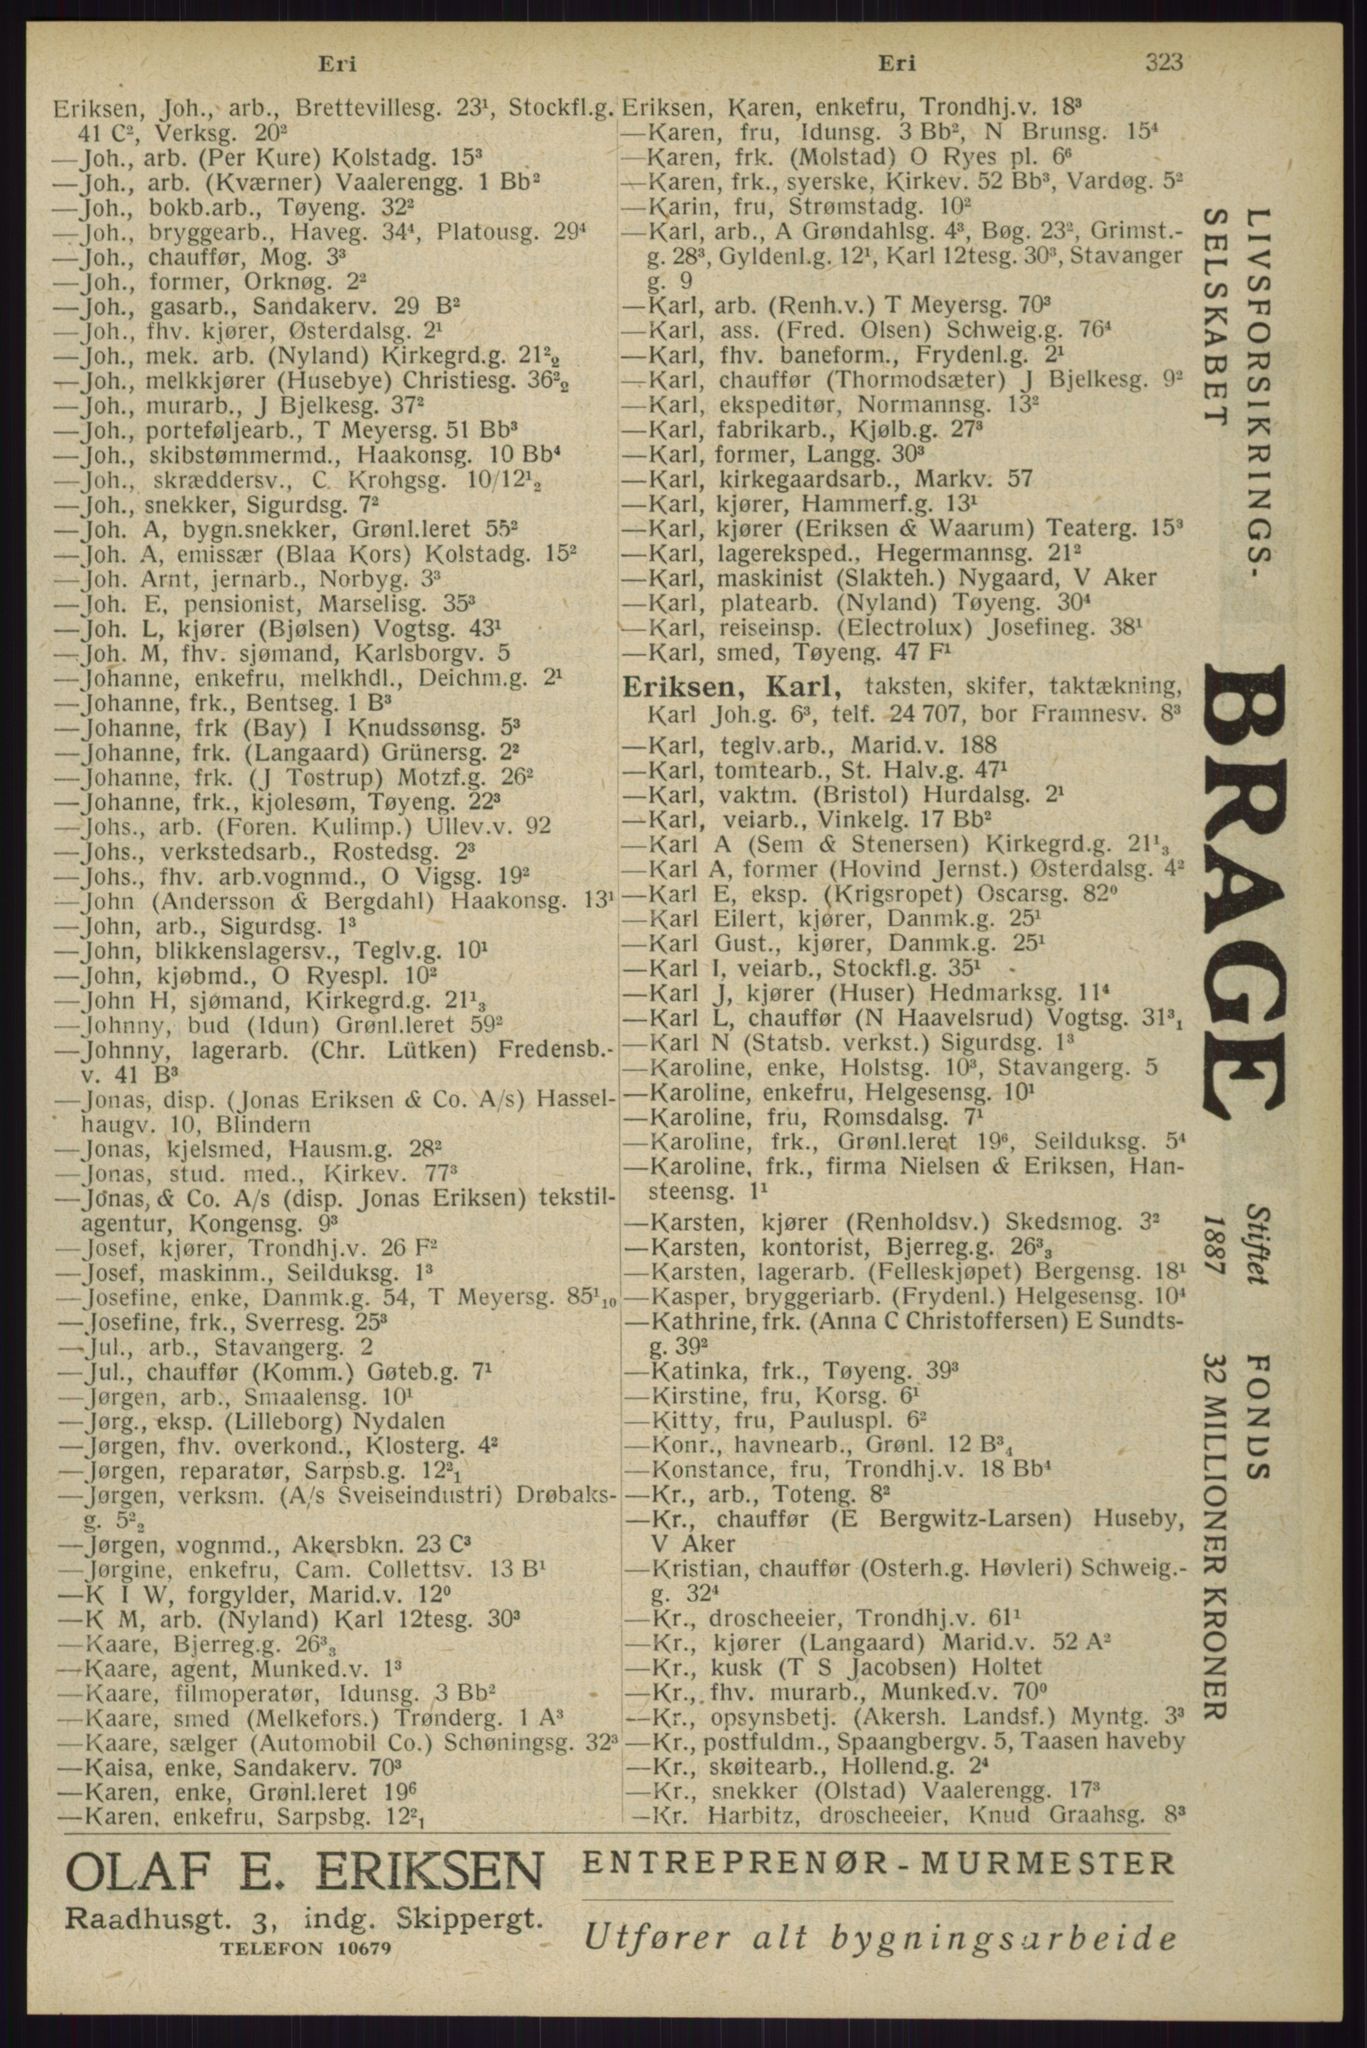 Eri
Eriksen, Joh., arb., Brettevillesg. 23¹, Stockfl.g.
41 C², Verksg. 20²
—Joh., arb. (Per Kure) Kolstadg. 15³
—Joh., arb. (Kværner) Vaalerengg. 1 Bb²
—Joh., bokb.arb., Tøyeng. 32²
—Joh., bryggearb., Haveg. 34⁴, Platousg. 29⁴
—Joh., chauffør, Mog. 3³
—Joh., former, Orknøg. 2²
—Joh., gasarb., Sandakerv. 29 B²
—Joh., fhv. kjører, Østerdalsg. 2¹
—Joh., mek. arb. (Nyland) Kirkegrd.g. 21²₂
—Joh., melkkjører (Husebye) Christiesg. 36²₂
—Joh., murarb., J Bjelkesg. 37²
—Joh., porteføljearb., T Meyersg. 51 Bb³
—Joh., skibstømmermd., Haakonsg. 10 Bb⁴
—Joh., skræddersv., C. Krohgsg. 10/12¹₂
—Joh., snekker, Sigurdsg. 7²
—Joh. A, bygn.snekker, Grønl.leret 55²
—Joh. A, emissær (Blaa Kors) Kolstadg. 15²
—Joh. Arnt, jernarb., Norbyg. 3³
—Joh. E, pensionist, Marselisg. 35³
—Joh. L, kjører (Bjølsen) Vogtsg. 43¹
—Joh. M, fhv. sjømand, Karlsborgv. 5
—Johanne, enkefru, melkhdl., Deichm.g. 2¹
—Johanne, frk., Bentseg. 1 B³
—Johanne, frk (Bay) I Knudssønsg. 5³
—Johanne, frk. (Langaard) Grünersg. 2²
—Johanne, frk. (J Tostrup) Motzf.g. 26²
—Johanne, frk., kjolesøm, Tøyeng. 22³
—Johs., arb. (Foren. Kulimp.) Ullev.v. 92
—Johs., verkstedsarb., Rostedsg. 2³
—Johs., fhv. arb.vognmd., O Vigsg. 19²
—John (Andersson & Bergdahl) Haakonsg. 13¹
—John, arb., Sigurdsg. 1³
—John, blikkenslagersv., Teglv.g. 10¹
—John, kjøbmd., O Ryespl. 10²
—John H, sjømand, Kirkegrd.g. 21¹₃
—Johnny, bud (Idun) Grønl.leret 59²
—Johnny, lagerarb. (Chr. Lütken) Fredensb.-
v. 41 B³
—Jonas, disp. (Jonas Eriksen & Co. A/s) Hassel-
haugv. 10, Blindern
—Jonas, kjelsmed, Hausm.g. 28²
—Jonas, stud. med., Kirkev. 77³
—Jonas, & Co. A/s (disp. Jonas Eriksen) tekstil-
agentur, Kongensg. 9³
—Josef, kjører, Trondhj.v. 26 F²
—Josef, maskinm., Seilduksg. 1³
—Josefine, enke, Danmk.g. 54, T Meyersg. 85¹₁₀
—Josefine, frk., Sverresg. 25³
—Jul., arb., Stavangerg. 2
—Jul., chauffør (Komm.) Gøteb.g. 7¹
—Jørgen, arb., Smaalensg. 10¹
—Jørg., eksp. (Lilleborg) Nydalen
—Jørgen, fhv. overkond., Klosterg. 4²
—Jørgen, reparatør, Sarpsb.g. 12²₁
—Jørgen, verksm. (A/s Sveiseindustri) Drøbaks-
g. 5²₂
—Jørgen, vognmd., Akersbkn. 23 C³
—Jørgine, enkefru, Cam. Collettsv. 13 B¹
—K I W, forgylder, Marid.v. 12⁰
—K M, arb. (Nyland) Karl 12tesg. 30³
—Kaare, Bjerreg.g. 26³₃
—Kaare, agent, Munked.v. 1³
—Kaare, filmoperatør, Idunsg. 3 Bb²
—Kaare, smed (Melkefors.) Trønderg. 1 A³
—Kaare, sælger (Automobil Co.) Schøningsg. 32³
—Kaisa, enke, Sandakerv. 70³
—Karen, enke, Grønl.leret 19⁶
—Karen, enkefru, Sarpsbg. 12²₁
Eri 323
Eriksen, Karen, enkefru, Trondhj.v. 18³
—Karen, fru, Idunsg. 3 Bb², N Brunsg. 15⁴
—Karen, frk. (Molstad) O Ryes pl. 6⁶
—Karen, frk., syerske, Kirkev. 52 Bb³, Vardøg. 5²
—Karin, fru, Strømstadg. 10²
—Karl, arb., A Grøndahlsg. 4³, Bøg. 23², Grimst.-
g. 28³, Gyldenl.g. 12¹, Karl 12tesg. 30³, Stavanger
g. 9
—Karl, arb. (Renh.v.) T Meyersg. 70³
—Karl, ass. (Fred. Olsen) Schweig.g. 76⁴
—Karl, fhv. baneform., Frydenl.g. 2¹
—Karl, chauffør (Thormodsæter) J Bjelkesg. 9²
—Karl, ekspeditør, Normannsg. 13²
—Karl, fabrikarb., Kjølb.g. 27³
—Karl, former, Langg. 30³
—Karl, kirkegaardsarb., Markv. 57
—Karl, kjører, Hammerf.g. 13¹
—Karl, kjører (Eriksen & Waarum) Teaterg. 15³
—Karl, lagereksped., Hegermannsg. 21²
—Karl, maskinist (Slakteh.) Nygaard, V Aker
—Karl, platearb. (Nyland) Tøyeng. 30⁴
—Karl, reiseinsp. (Electrolux) Josefineg. 38¹
—Karl, smed, Tøyeng. 47 F¹
Eriksen, Karl, taksten, skifer, taktækning,
Karl Joh.g. 6³, telf. 24 707, bor Framnesv. 8³
—Karl, teglv.arb., Marid.v. 188
—Karl, tomtearb., St. Halv.g. 47¹
—Karl, vaktm. (Bristol) Hurdalsg. 2¹
—Karl, veiarb., Vinkelg. 17 Bb²
—Karl A (Sem & Stenersen) Kirkegrd.g. 21¹₃
—Karl A, former (Hovind Jernst.) Østerdalsg. 4²
—Karl E, eksp. (Krigsropet) Oscarsg. 82⁰
—Karl Eilert, kjører, Danmk.g. 25¹
—Karl Gust., kjører, Danmk.g. 25¹
—Karl I, veiarb., Stockfl.g. 35¹
—Karl J, kjører (Huser) Hedmarksg. 11⁴
—Karl L, chauffør (N Haavelsrud) Vogtsg. 31³₁
—Karl N (Statsb. verkst.) Sigurdsg. 1³
—Karoline, enke, Holstsg. 10³, Stavangerg. 5
—Karoline, enkefru, Helgesensg. 10¹
—Karoline, fru, Romsdalsg. 7¹
—Karoline, frk., Grønl.leret 19⁶, Seilduksg. 5⁴
—Karoline, frk., firma Nielsen & Eriksen, Han-
steensg. 1¹
—Karsten, kjører (Renholdsv.) Skedsmog. 3²
—Karsten, kontorist, Bjerreg.g. 26³₃
—Karsten, lagerarb. (Felleskjøpet) Bergensg. 18¹
—Kasper, bryggeriarb. (Frydenl.) Helgesensg. 10⁴
—Kathrine, frk. (Anna C Christoffersen) E Sundts-
g. 39²
—Katinka, frk., Tøyeng. 39³
—Kirstine, fru, Korsg. 6¹
—Kitty, fru, Pauluspl. 6²
—Konr., havnearb., Grønl. 12 B³₄
—Konstance, fru, Trondhj.v. 18 Bb⁴
—Kr., arb., Toteng. 8²
—Kr., chauffør (E Bergwitz-Larsen) Huseby,
V Aker
—Kristian, chauffør (Osterh.g. Høvleri) Schweig.-
g. 32⁴
—Kr., droscheeier, Trondhj.v. 61¹
—Kr., kjører (Langaard) Marid.v. 52 A²
—Kr., kusk (T S Jacobsen) Holtet
—Kr., fhv. murarb., Munked.v. 70⁰
—Kr., opsynsbetj. (Akersh. Landsf.) Myntg. 3³
—Kr., postfuldm., Spaangbergv. 5, Taasen haveby
—Kr., skøitearb., Hollend.g. 2⁴
—Kr., snekker (Olstad) Vaalerengg. 17³
—Kr. Harbitz, droscheeier, Knud Graahsg. 8³
LIVSFORSIKRINGS-
SELSKABET
BRAGE
Stiftet
1887
FONDS
32 MILLIONER KRONER
OLAF E. ERIKSEN
Raadhusgt. 3, indg. Skippergt.
TELEFON 10679
ENTREPRENØR - MURMESTER
Utfører alt bygningsarbeide